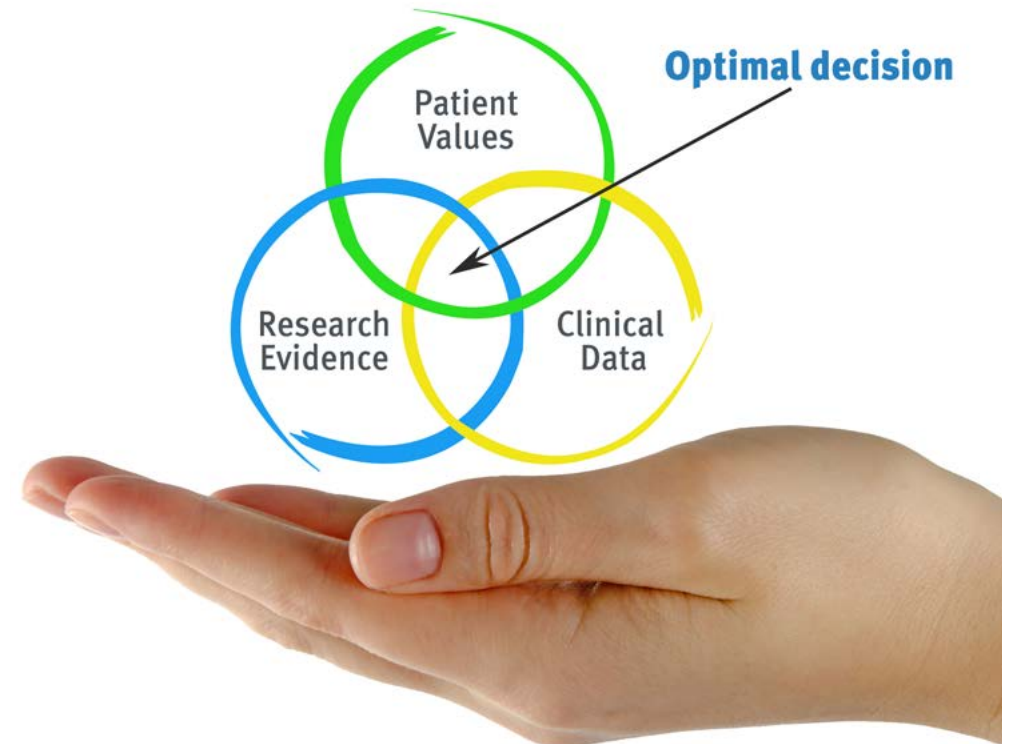 Optimal decision
Patient
Values
Research
Evidence
Clinical
Data